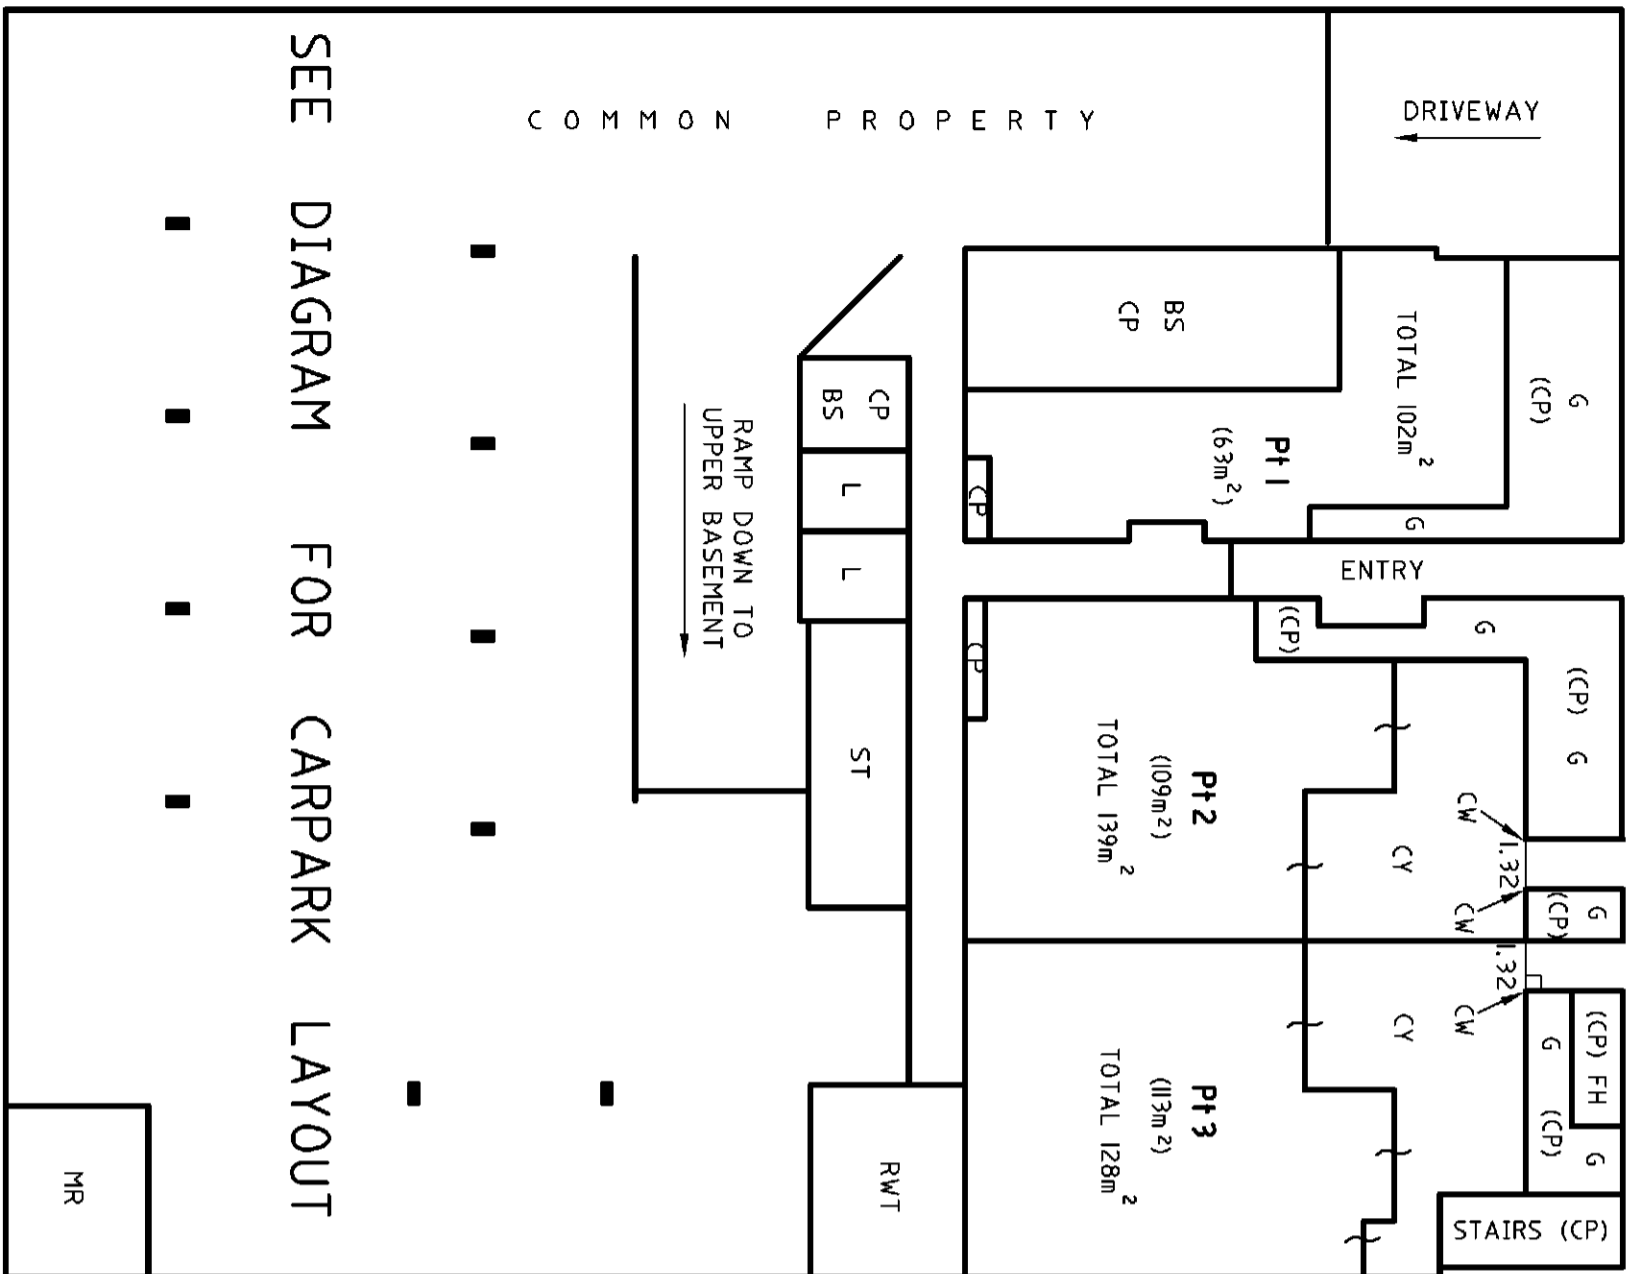 COMMON PROPERTY
DRIVEWAY
SEE DIAGRAM FOR CARPARK LAYOUT
BS
CP
TOTAL 102m²
G
(CP)
Pt 1
(63m²)
CP
G
ENTRY
CP
BS
L
L
RAMP DOWN TO
UPPER BASEMENT
ST
CP
(CP)
G
(CP)
G
Pt 2
(109m²)
TOTAL 139m²
CY
CW
1.32
CW
G
(CP)
1.32
CW
CY
(CP) FH
G
(CP)
G
Pt 3
(113m²)
TOTAL 128m²
STAIRS (CP)
RWT
MR